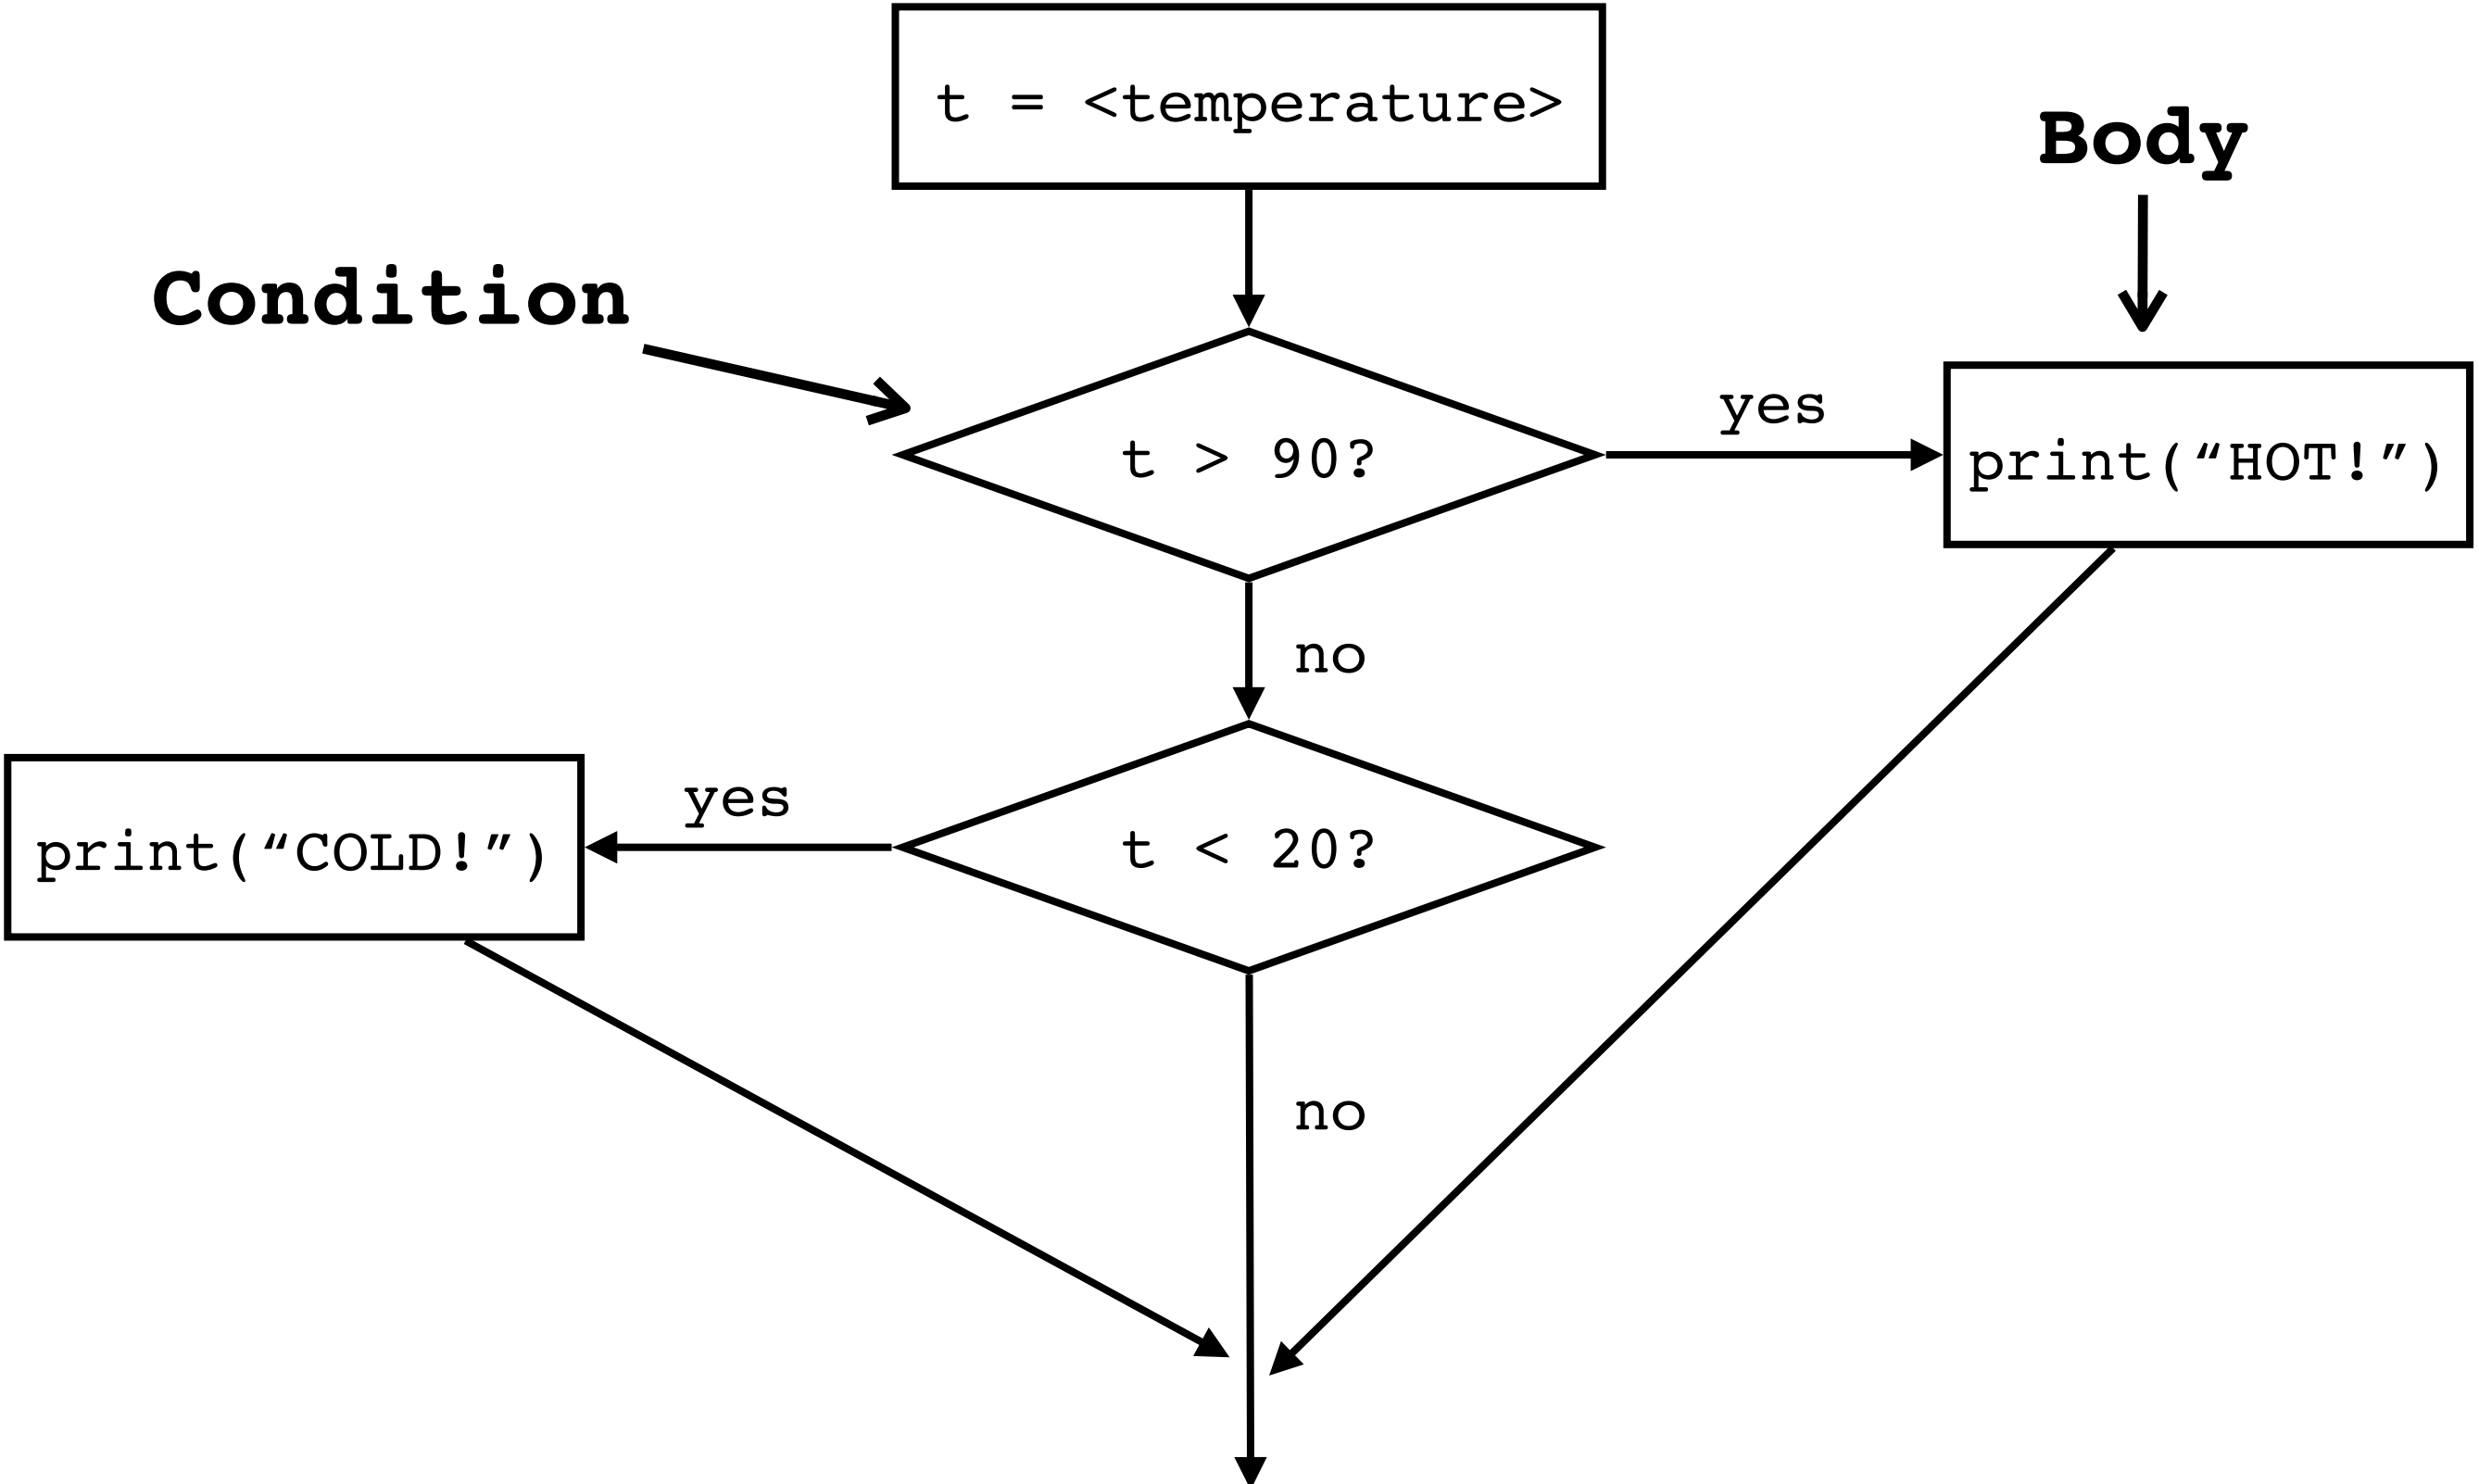 t = <temperature>
Body
Condition
yes
t > 90?
print(“HOT!”)
no
yes
print(“COLD!”)
t < 20?
no